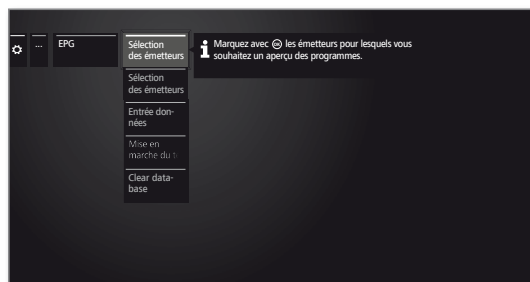 ...
EPG
Sélection
des émetteurs
Marquez avec OK les émetteurs pour lesquels vous
souhaitez un aperçu des programmes.
Sélection
des émetteurs
Entrée don-
nées
Mise en
marche du t
Clear data-
base